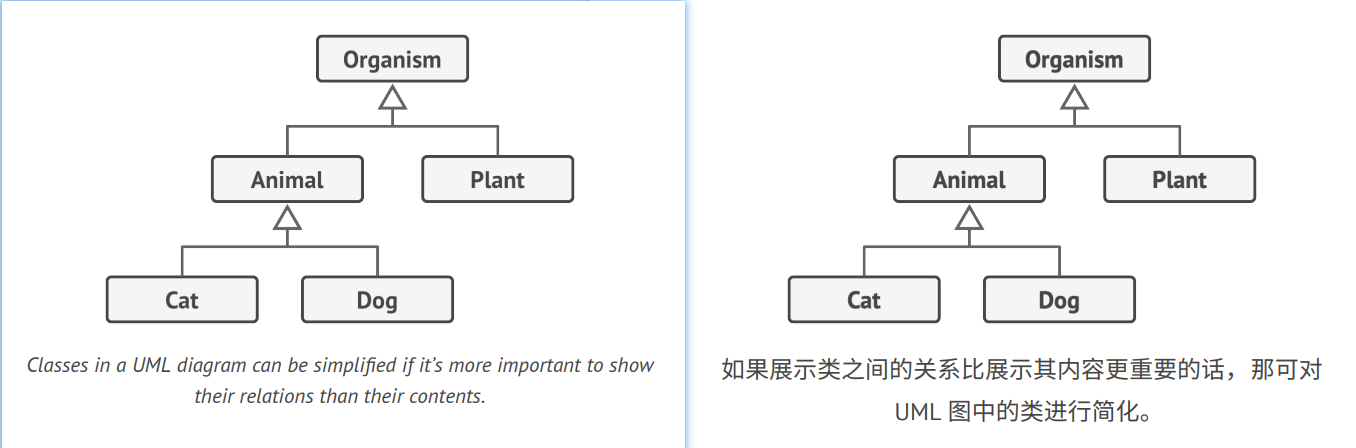 Organism
Animal
Plant
Cat
Dog
Classes in a UML diagram can be simplified if it’s more important to show
their relations than their contents.
Organism
Animal
Plant
Cat
Dog
如果展示类之间的关系比展示其内容更重要的话，那可对
UML 图中的类进行简化。